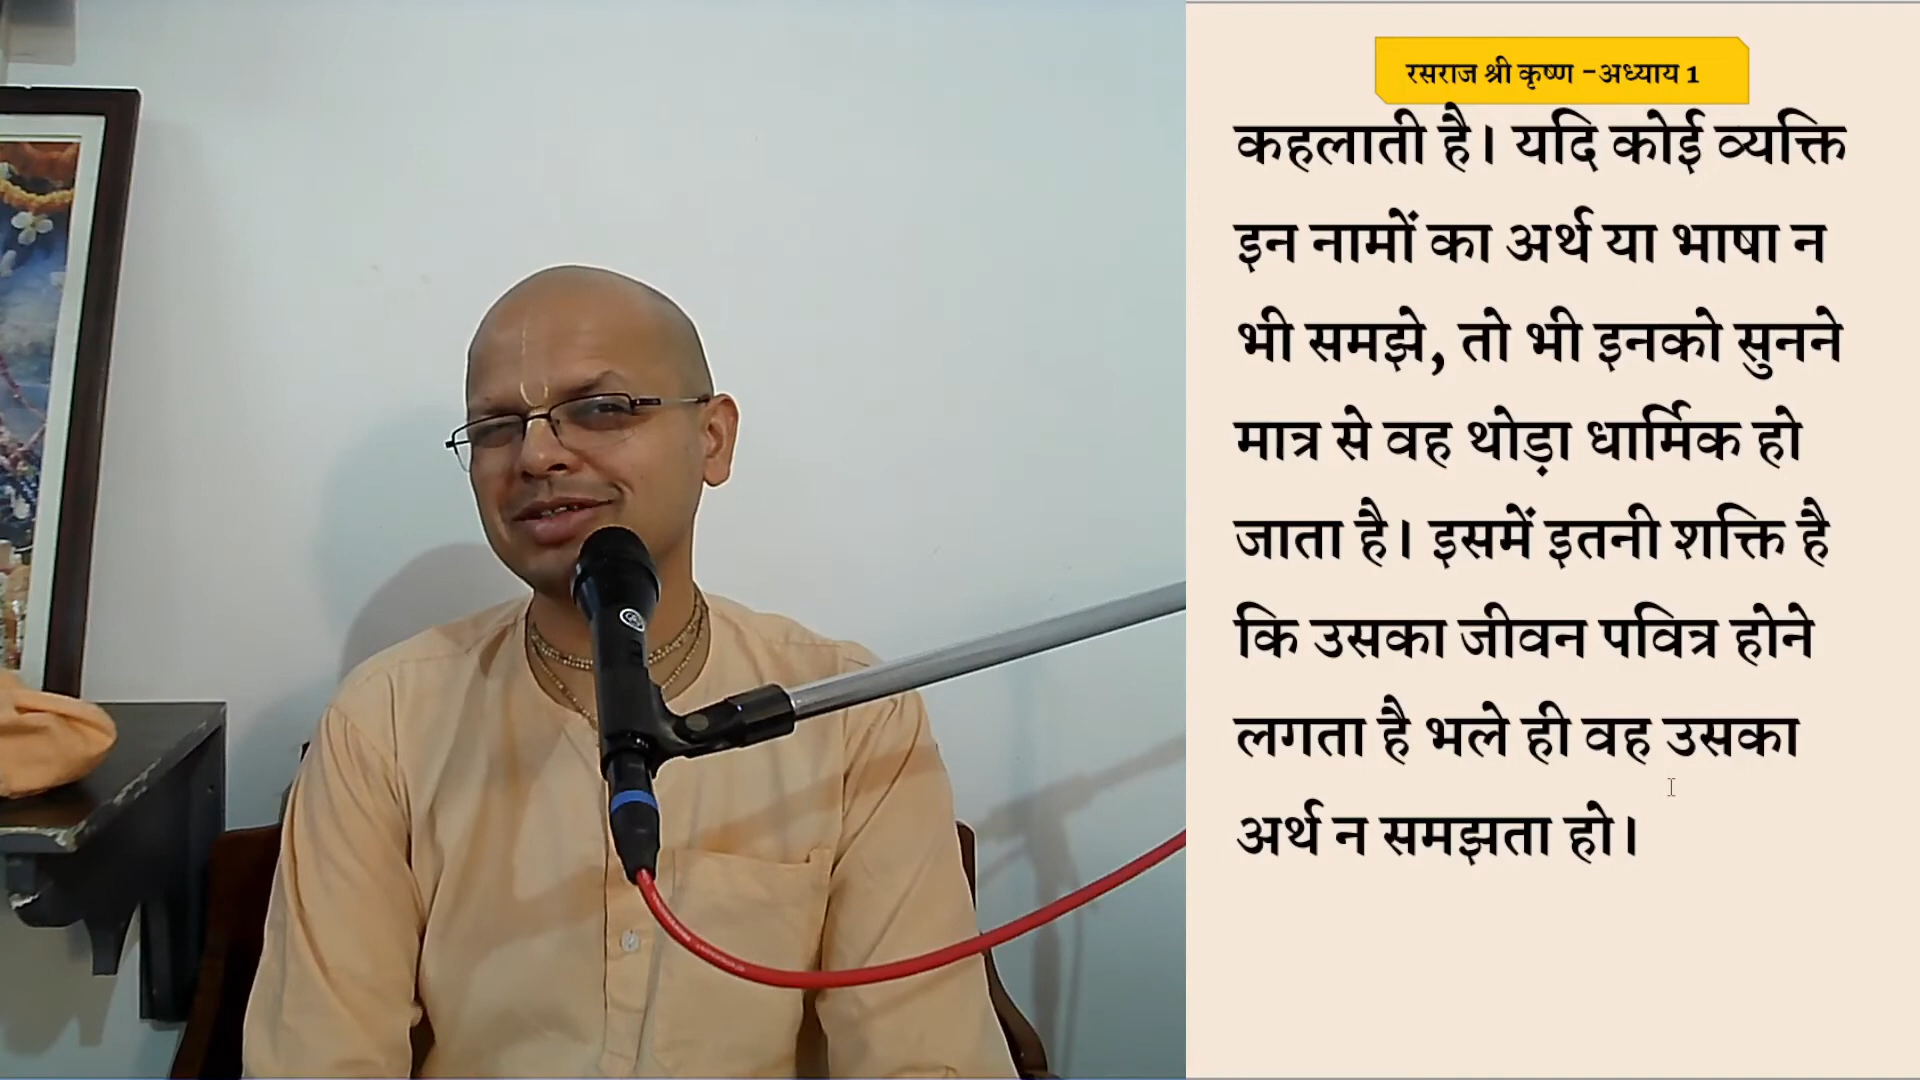 रसराज श्री कृष्ण -अध्याय 1
कहलाती है। यदि कोई व्यक्ति
इन नामों का अर्थ या भाषा न
भी समझे, तो भी इनको सुनने
मात्र से वह थोड़ा धार्मिक हो
जाता है। इसमें इतनी शक्ति है
कि उसका जीवन पवित्र होने
लगता है भले ही वह उसका
अर्थ न समझता हो।